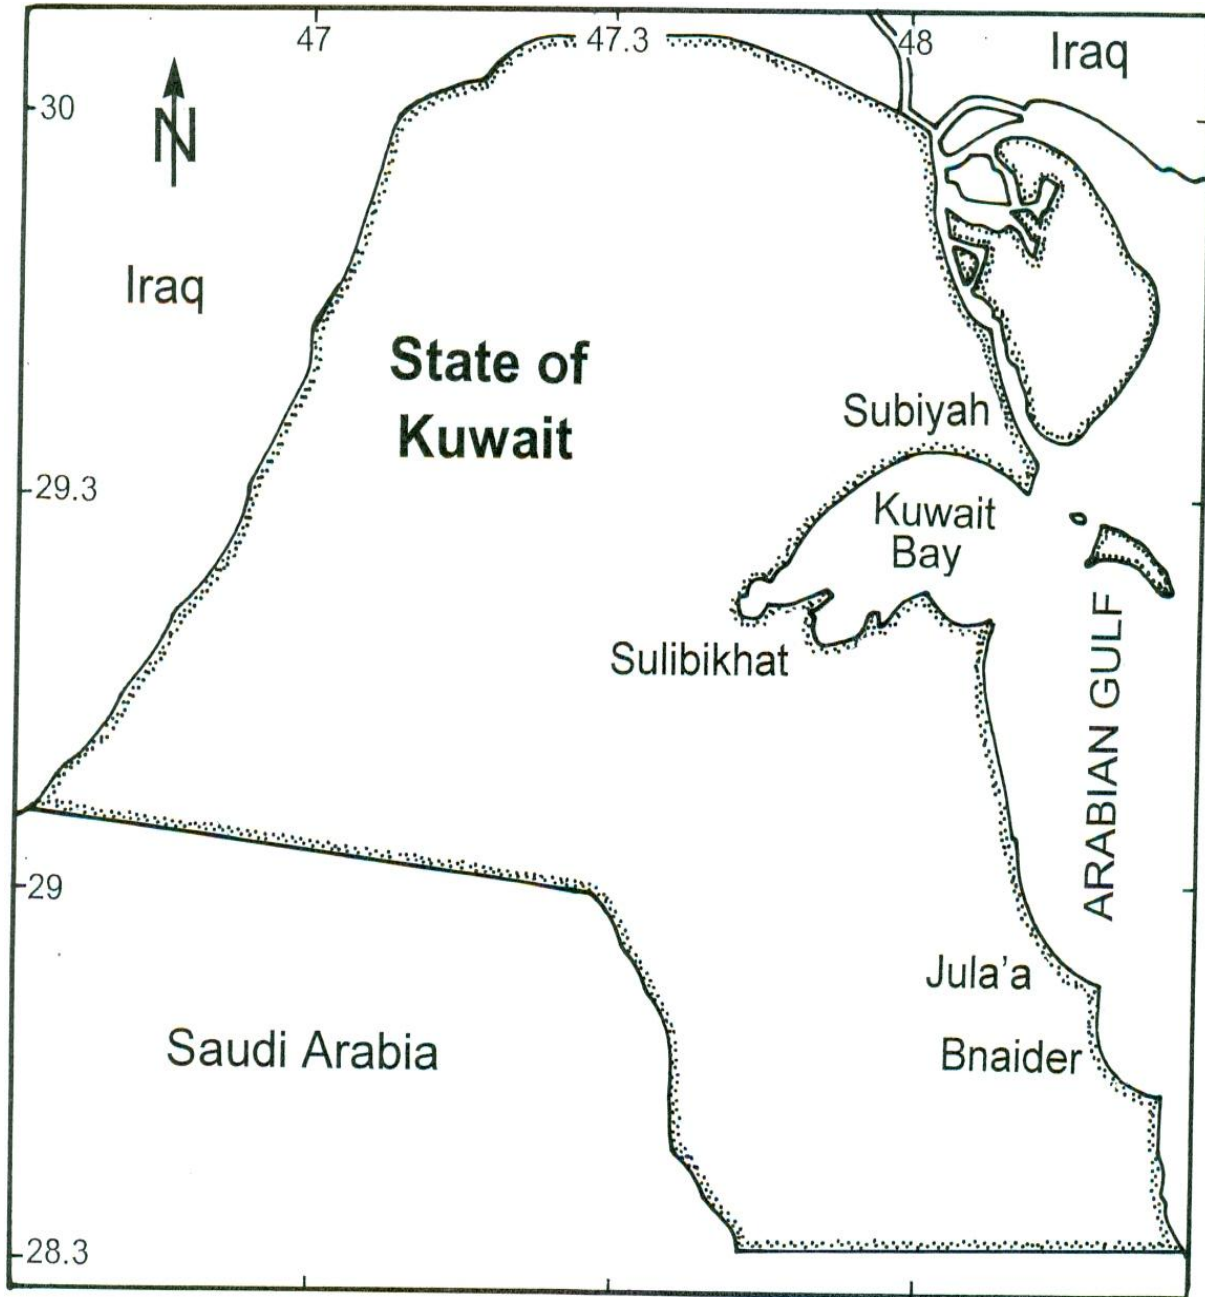 47
47.3
48
Iraq
30
N
Iraq
State of
Kuwait
Subiyah
29.3
Kuwait
Bay
Sulibikhat
ARABIAN GULF
29
Jula'a
Saudi Arabia
Bnaider
28.3